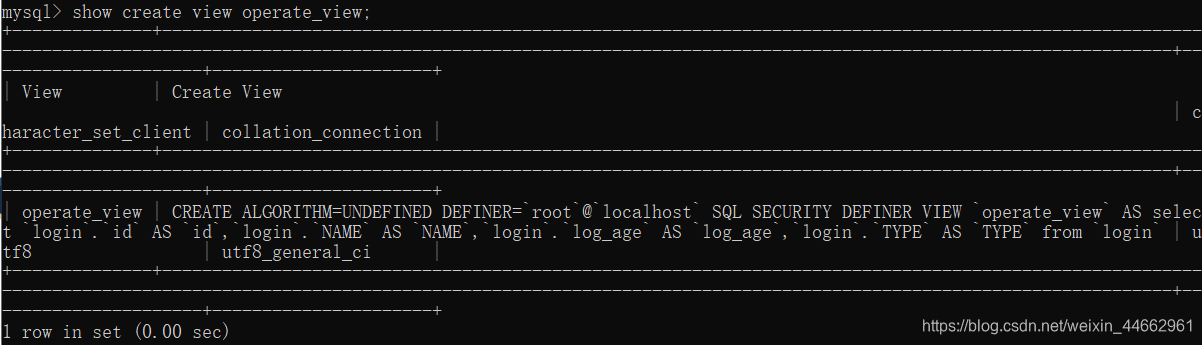 mysql> show create view operate_view;
+--------------+--------------------------------------------------------------------------------------------------------
---------------------------------------------------------------------------------------------------------------------+--
--------------------+----------------------+
| View         | Create View
| c
haracter_set_client | collation_connection |
+--------------+--------------------------------------------------------------------------------------------------------
---------------------------------------------------------------------------------------------------------------------+--
--------------------+----------------------+
| operate_view | CREATE ALGORITHM=UNDEFINED DEFINER=`root`@`localhost` SQL SECURITY DEFINER VIEW `operate_view` AS selec
t `login`.`id` AS `id`,`login`.`NAME` AS `NAME`,`login`.`log_age` AS `log_age`,`login`.`TYPE` AS `TYPE` from `login` | u
tf8                 | utf8_general_ci      |
+--------------+--------------------------------------------------------------------------------------------------------
---------------------------------------------------------------------------------------------------------------------+--
--------------------+----------------------+
1 row in set (0.00 sec)
https://blog.csdn.net/weixin_44662961